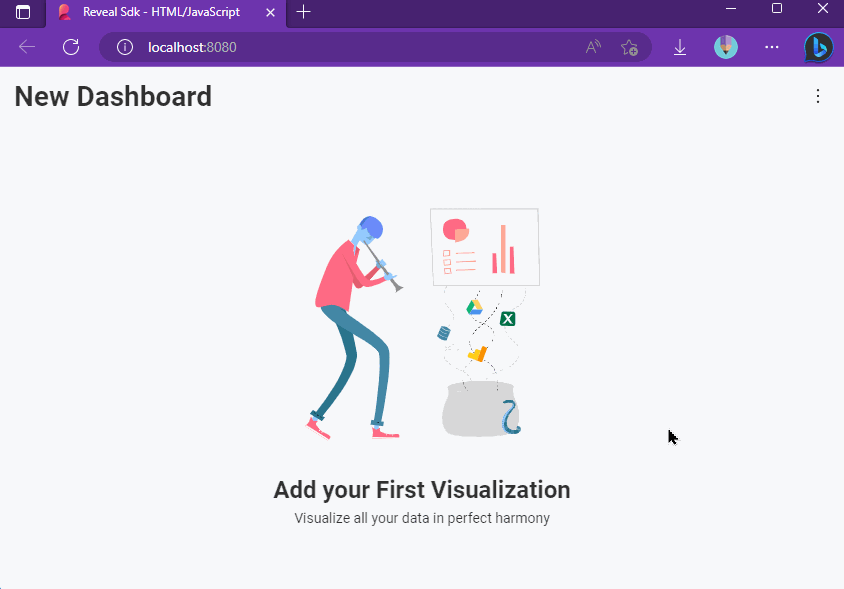 Reveal Sdk - HTML/JavaScript
localhost:8080
New Dashboard
Add your First Visualization
Visualize all your data in perfect harmony